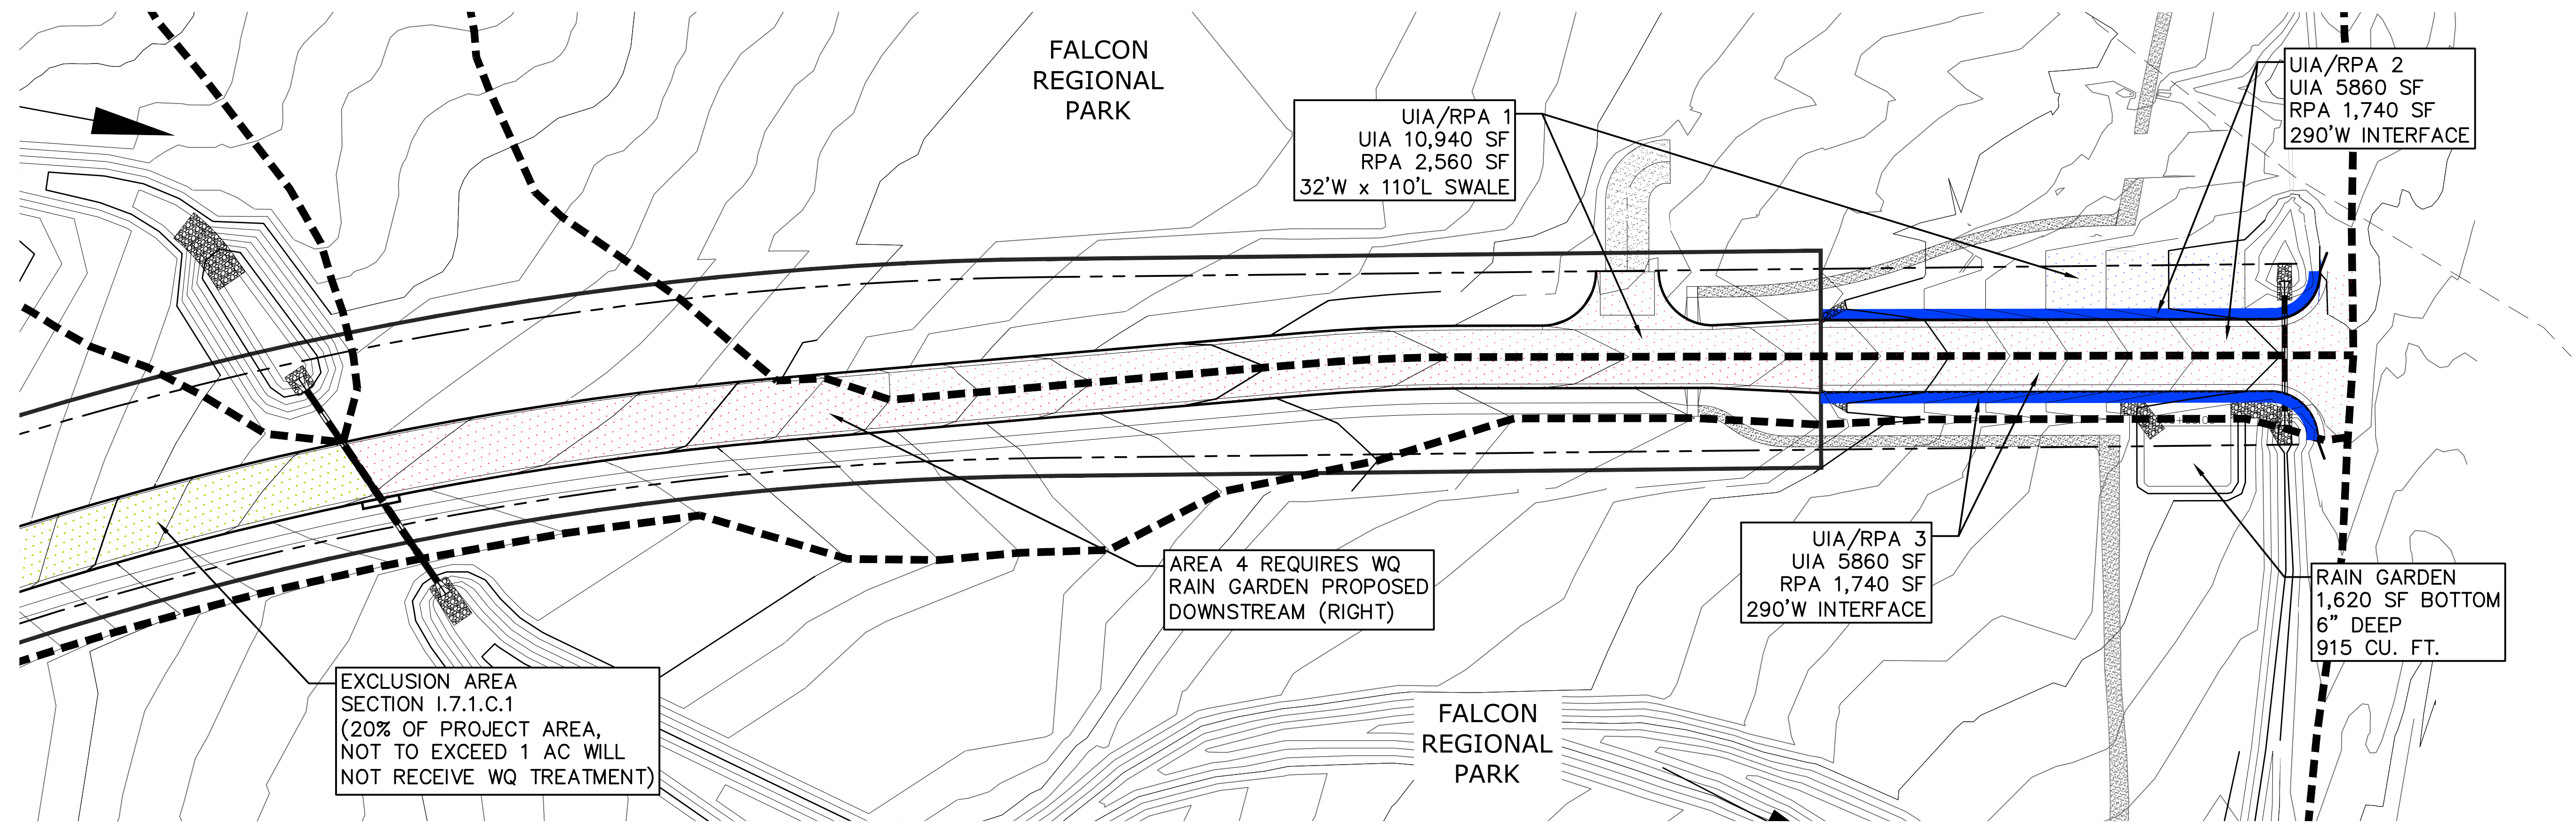 FALCON
REGIONAL
PARK
UIA/RPA 1
UIA 10,940 SF
RPA 2,560 SF
32'W x 110'L SWALE
UIA/RPA 2
UIA 5860 SF
RPA 1,740 SF
290'W INTERFACE
AREA 4 REQUIRES WQ
RAIN GARDEN PROPOSED
DOWNSTREAM (RIGHT)
UIA/RPA 3
UIA 5860 SF
RPA 1,740 SF
290'W INTERFACE
RAIN GARDEN
1,620 SF BOTTOM
6" DEEP
915 CU. FT.
EXCLUSION AREA
SECTION I.7.1.C.1
(20% OF PROJECT AREA,
NOT TO EXCEED 1 AC WILL
NOT RECEIVE WQ TREATMENT)
FALCON
REGIONAL
PARK